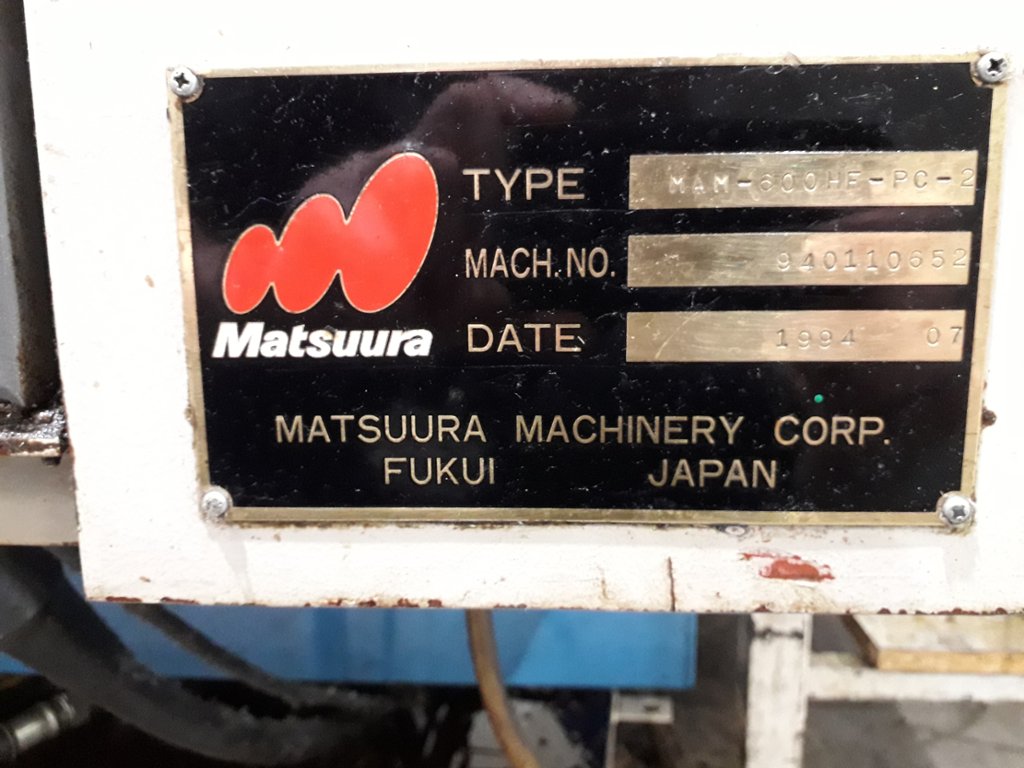 TYPE MAM-600HF-PC-2
MACH. NO. 940110652
DATE 1994 07
Matsuura
MATSUURA MACHINERY CORP.
FUKUI JAPAN